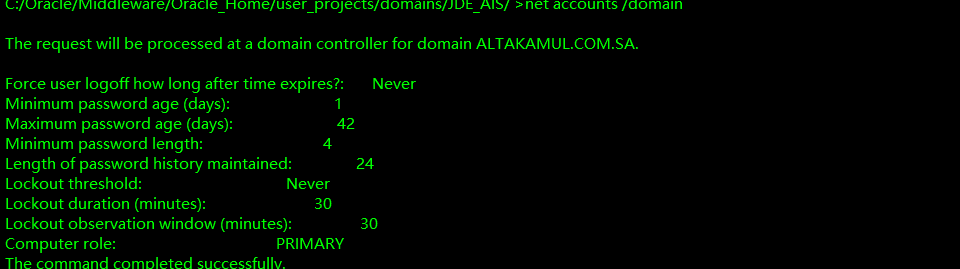 C:/Oracle/Middleware/Oracle_Home/user_projects/domains/JDE_AIS/ >net accounts /domain
The request will be processed at a domain controller for domain ALTAKAMUL.COM.SA.
Force user logoff how long after time expires?: Never
Minimum password age (days): 1
Maximum password age (days): 42
Minimum password length: 4
Length of password history maintained: 24
Lockout threshold: Never
Lockout duration (minutes): 30
Lockout observation window (minutes): 30
Computer role: PRIMARY
The command completed successfully.